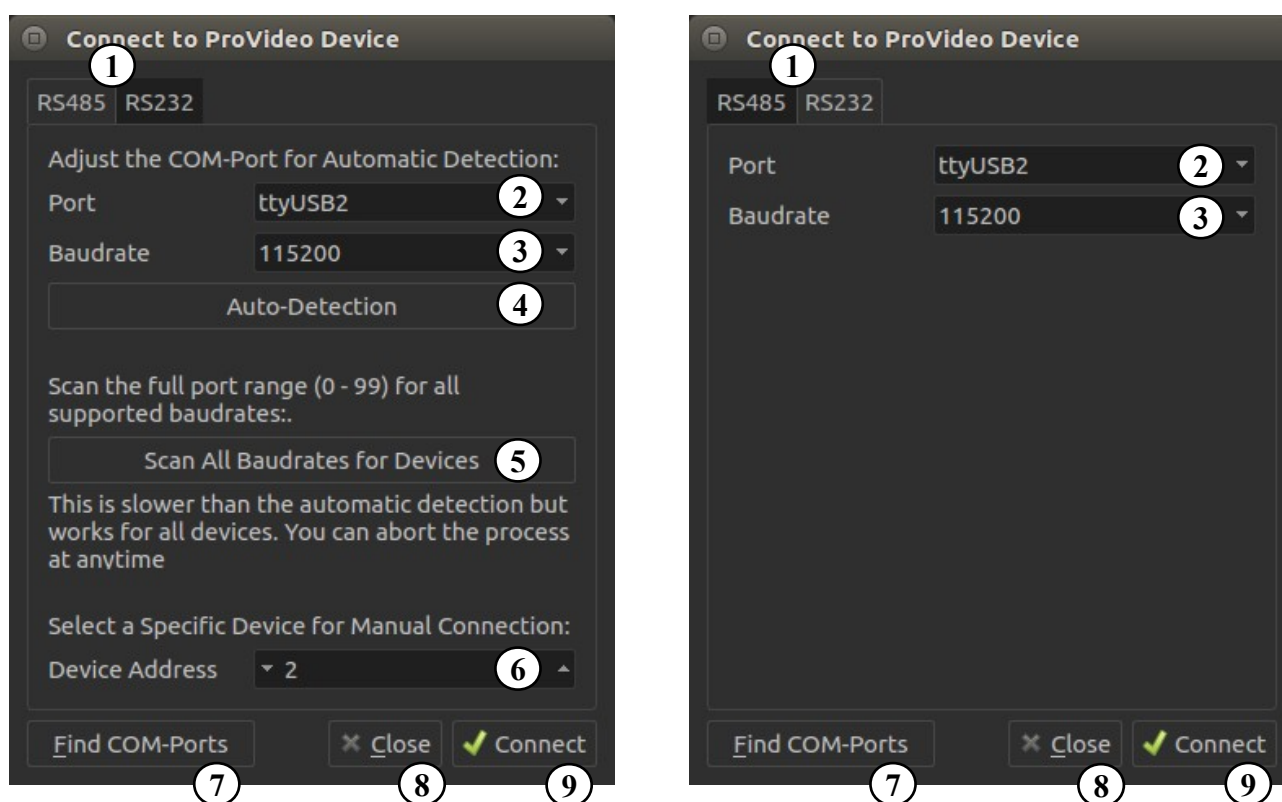 Connect to ProVideo Device
1
RS485 RS232
Adjust the COM-Port for Automatic Detection:
Port ttyUSB2 2
Baudrate 115200 3
Auto-Detection 4
Scan the full port range (0 - 99) for all
supported baudrates:.
Scan All Baudrates for Devices 5
This is slower than the automatic detection but
works for all devices. You can abort the process
at anytime
Select a Specific Device for Manual Connection:
Device Address 2 6
Find COM-Ports Close Connect
7 8 9
Connect to ProVideo Device
1
RS485 RS232
Port ttyUSB2 2
Baudrate 115200 3
Find COM-Ports Close Connect
7 8 9